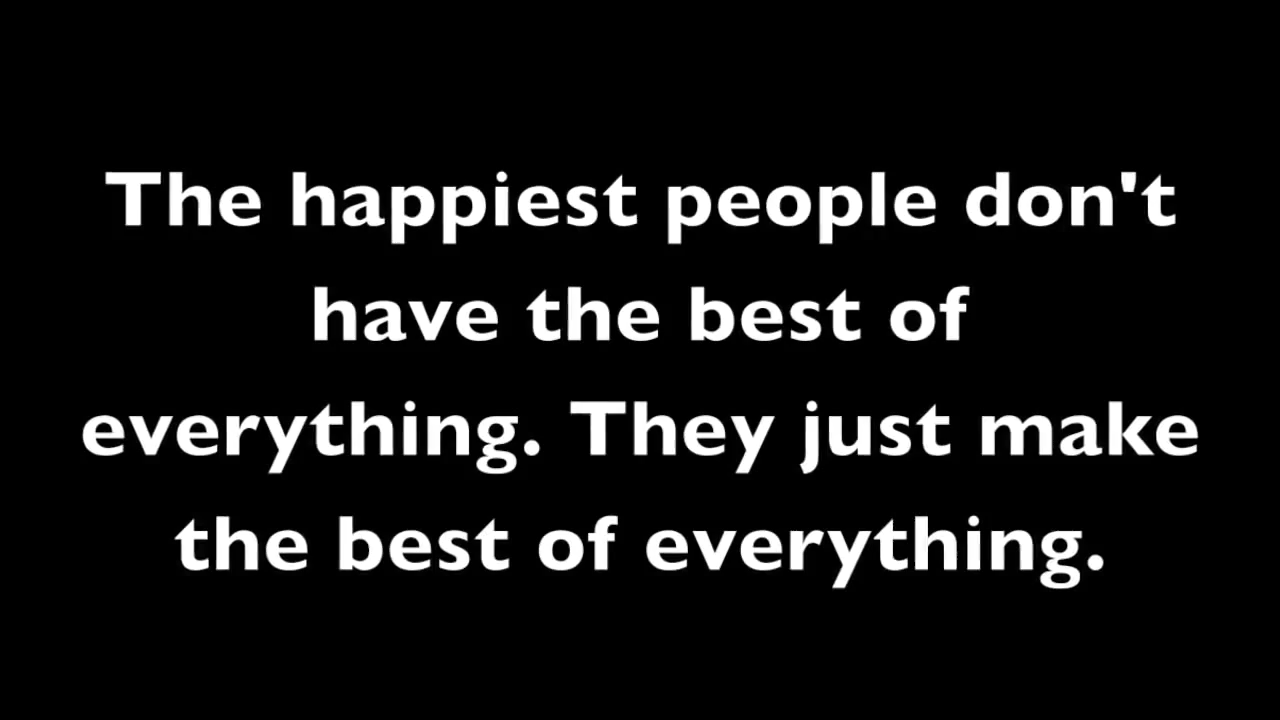 The happiest people don't
have the best of
everything. They just make
the best of everything.